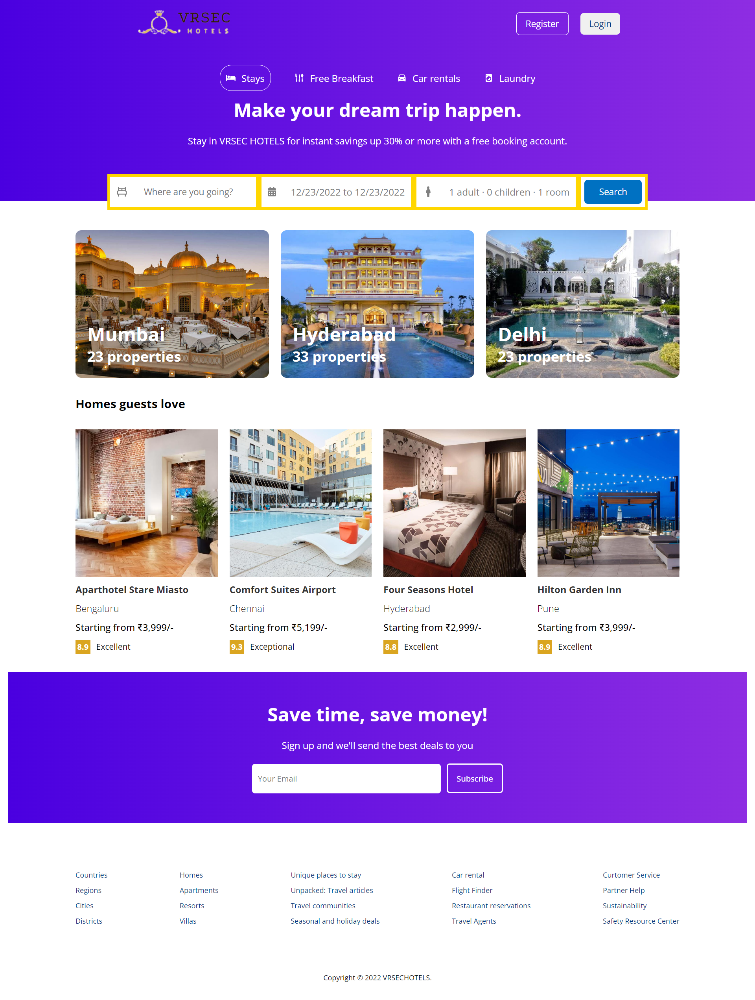 VRSEC
HOTELS
Register
Login
Stays
Free Breakfast
Car rentals
Laundry
Make your dream trip happen.
Stay in VRSEC HOTELS for instant savings up 30% or more with a free booking account.
Where are you going?
12/23/2022 to 12/23/2022
1 adult · 0 children · 1 room
Search
Mumbai
23 properties
Hyderabad
33 properties
Delhi
23 properties
Homes guests love
Aparthotel Stare Miasto
Bengaluru
Starting from ₹3,999/-
8.9 Excellent
Comfort Suites Airport
Chennai
Starting from ₹5,199/-
9.3 Exceptional
Four Seasons Hotel
Hyderabad
Starting from ₹2,999/-
8.8 Excellent
Hilton Garden Inn
Pune
Starting from ₹3,999/-
8.9 Excellent
Save time, save money!
Sign up and we'll send the best deals to you
Your Email
Subscribe
Countries
Regions
Cities
Districts
Homes
Apartments
Resorts
Villas
Unique places to stay
Unpacked: Travel articles
Travel communities
Seasonal and holiday deals
Car rental
Flight Finder
Restaurant reservations
Travel Agents
Curtomer Service
Partner Help
Sustainability
Safety Resource Center
Copyright © 2022 VRSECHOTELS.